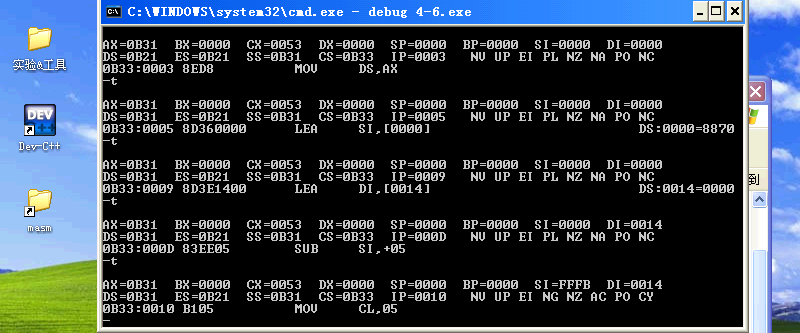 C:\WINDOWS\system32\cmd.exe - debug 4-6.exe
AX=0B31 BX=0000 CX=0053 DX=0000 SP=0000 BP=0000 SI=0000 DI=0000
DS=0B21 ES=0B21 SS=0B31 CS=0B33 IP=0003 NV UP EI PL NZ NA PO NC
0B33:0003 8ED8 MOV DS,AX
-t
AX=0B31 BX=0000 CX=0053 DX=0000 SP=0000 BP=0000 SI=0000 DI=0000
DS=0B31 ES=0B21 SS=0B31 CS=0B33 IP=0005 NV UP EI PL NZ NA PO NC
0B33:0005 8D360000 LEA SI,[0000] DS:0000=8870
-t
AX=0B31 BX=0000 CX=0053 DX=0000 SP=0000 BP=0000 SI=0000 DI=0000
DS=0B31 ES=0B21 SS=0B31 CS=0B33 IP=0009 NV UP EI PL NZ NA PO NC
0B33:0009 8D3E1400 LEA DI,[0014] DS:0014=0000
-t
AX=0B31 BX=0000 CX=0053 DX=0000 SP=0000 BP=0000 SI=0000 DI=0014
DS=0B31 ES=0B21 SS=0B31 CS=0B33 IP=000D NV UP EI PL NZ NA PO NC
0B33:000D 83EE05 SUB SI,+05
-t
AX=0B31 BX=0000 CX=0053 DX=0000 SP=0000 BP=0000 SI=FFFB DI=0014
DS=0B31 ES=0B21 SS=0B31 CS=0B33 IP=0010 NV UP EI NG NZ AC PO CY
0B33:0010 B105 MOV CL,05
-
实验&工具
DEV
Dev-C++
masm
到